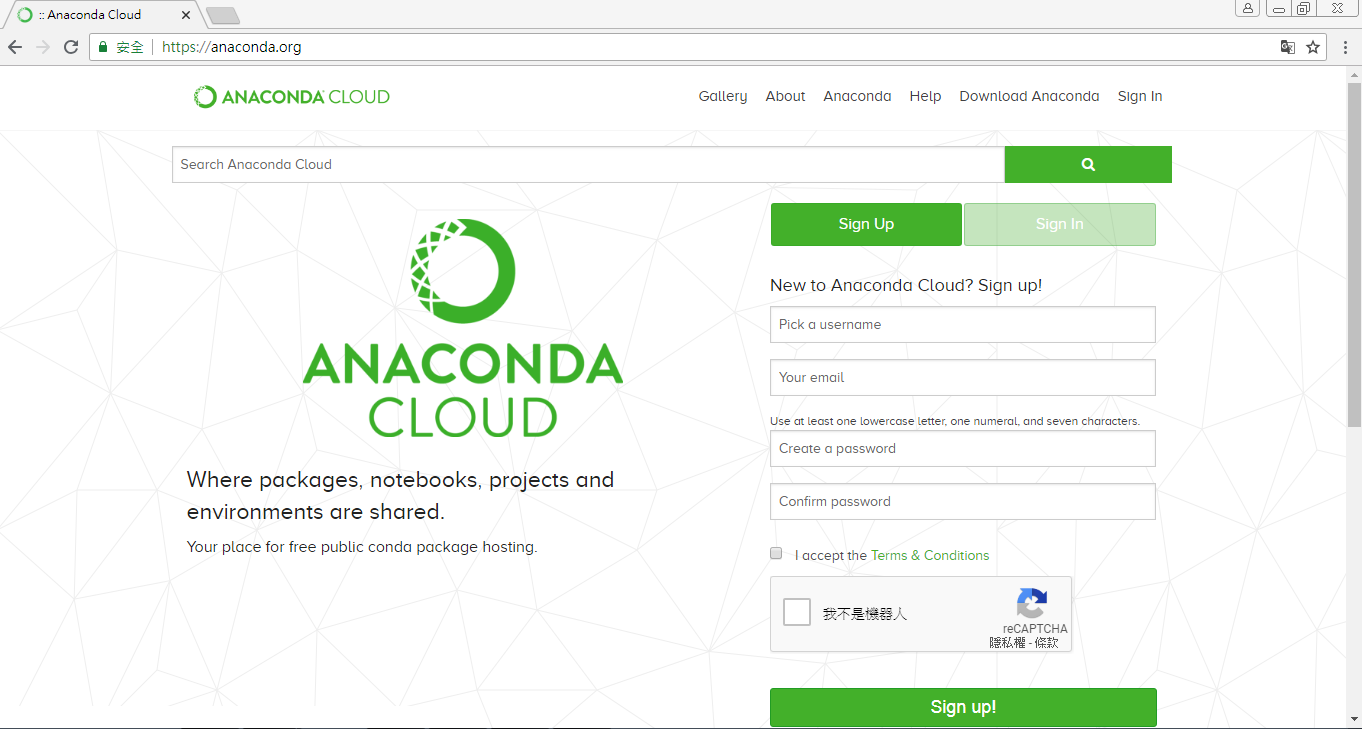 :: Anaconda Cloud
安全 https://anaconda.org
ANACONDA CLOUD
Gallery About Anaconda Help Download Anaconda Sign In
Search Anaconda Cloud
Sign Up Sign In
ANACONDA
CLOUD
Where packages, notebooks, projects and
environments are shared.
Your place for free public conda package hosting.
New to Anaconda Cloud? Sign up!
Pick a username
Your email
Use at least one lowercase letter, one numeral, and seven characters.
Create a password
Confirm password
I accept the Terms & Conditions
我不是機器人
reCAPTCHA
隱私權 - 條款
Sign up!